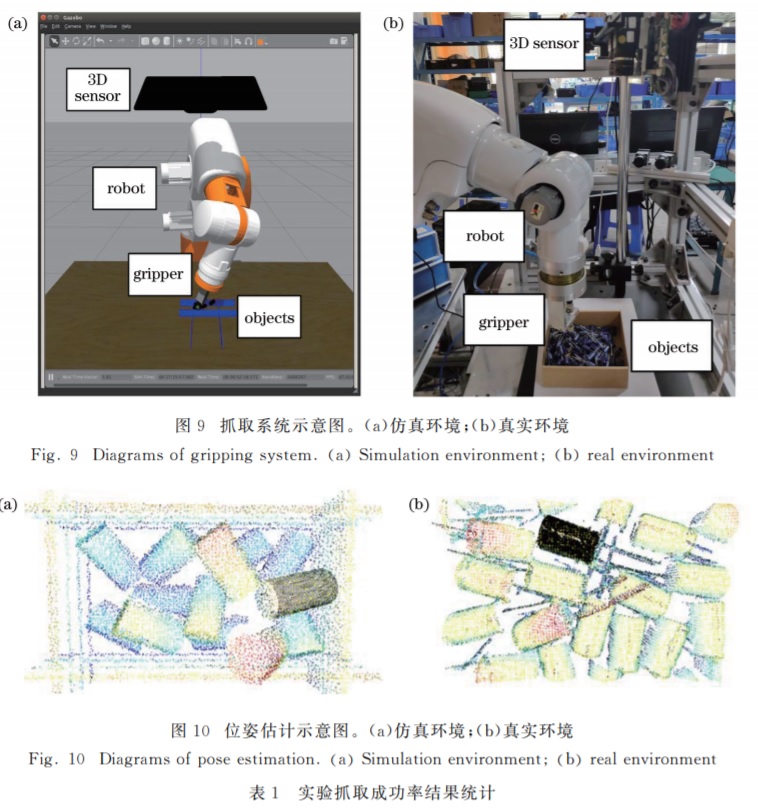 (a)
Gazebo
File Edit Camera View Window Help
3D
sensor
robot
gripper
objects
(b)
3D sensor
DELL
robot
gripper
objects
图 9 抓取系统示意图。(a)仿真环境;(b)真实环境
Fig. 9 Diagrams of gripping system. (a) Simulation environment; (b) real environment
(a)
(b)
图 10 位姿估计示意图。(a)仿真环境;(b)真实环境
Fig. 10 Diagrams of pose estimation. (a) Simulation environment; (b) real environment
表 1 实验抓取成功率结果统计